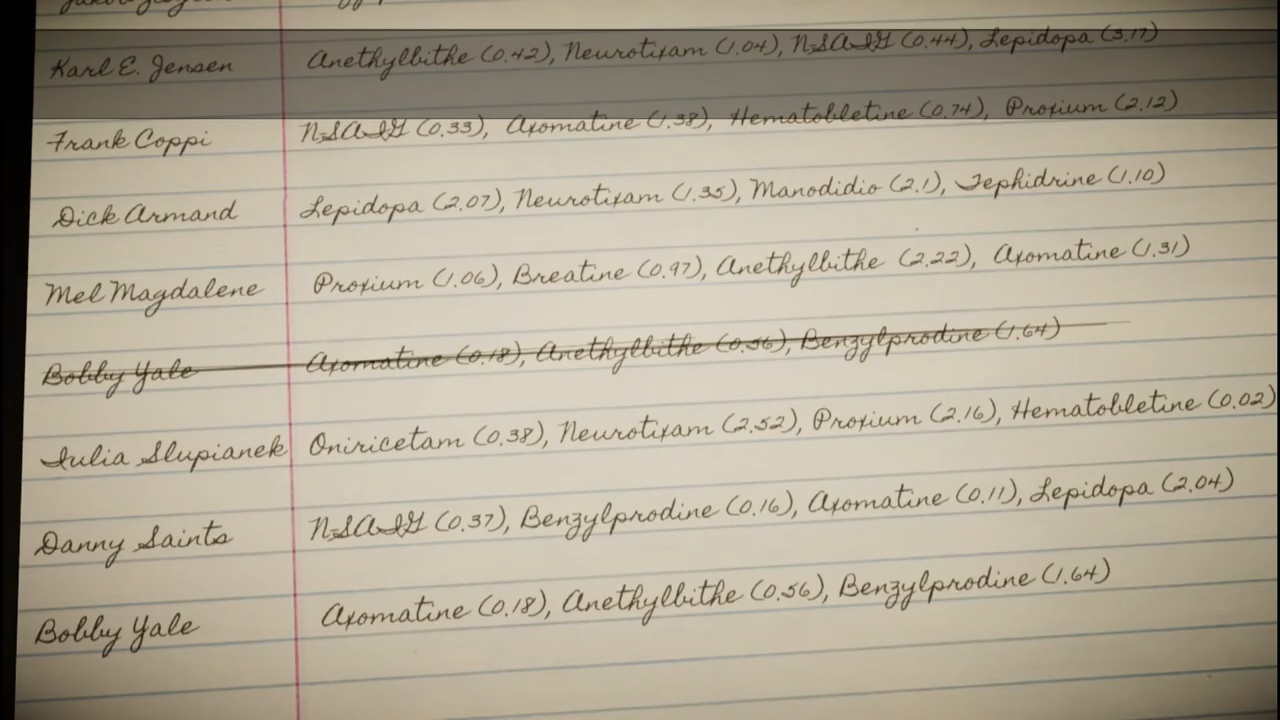 Karl E. Jensen Anethylbithe (0.42), Neurotixam (1.04), NSAIG (0.44), Lepidopa (3.17)
Frank Coppi NSAIG (0.33), Axomatine (1.38), Hematobletine (0.74), Proxium (2.12)
Dick Armand Lepidopa (2.07), Neurotixam (1.35), Manodidio (2.1), Tephidrine (1.10)
Mel Magdalene Proxium (1.06), Breatine (0.97), Anethylbithe (2.22), Axomatine (1.31)
Bobby Yale Axomatine (0.18), Anethylbithe (0.56), Benzylprodine (1.64)
Iulia Slupianek Oniricetam (0.38), Neurotixam (2.52), Proxium (2.16), Hematobletine (0.02)
Danny Saints NSAIG (0.37), Benzylprodine (0.16), Axomatine (0.11), Lepidopa (2.04)
Bobby Yale Axomatine (0.18), Anethylbithe (0.56), Benzylprodine (1.64)